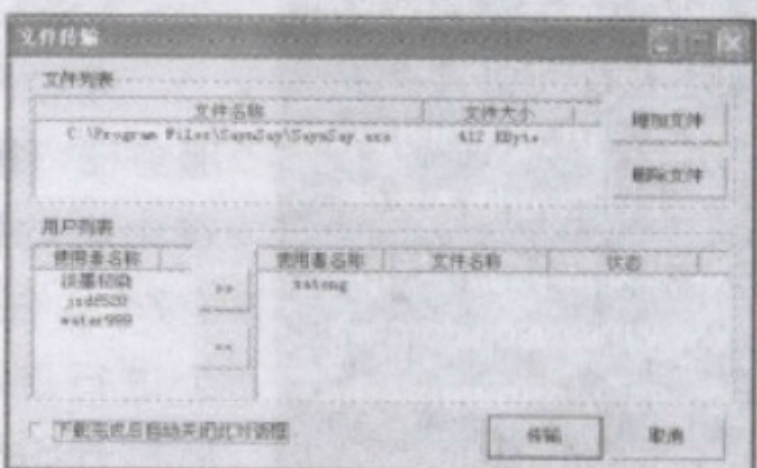 文件传输
文件列表
文件名称 文件大小
C:\Program Files\SaynSay\SaynSay.exe 412 KByte
增加文件
删除文件
用户列表
使用者名称 使用者名称 文件名称 状态
>> xutong
jsdf520
water999
<<
下载完成后自动关闭此对话框
传输 取消